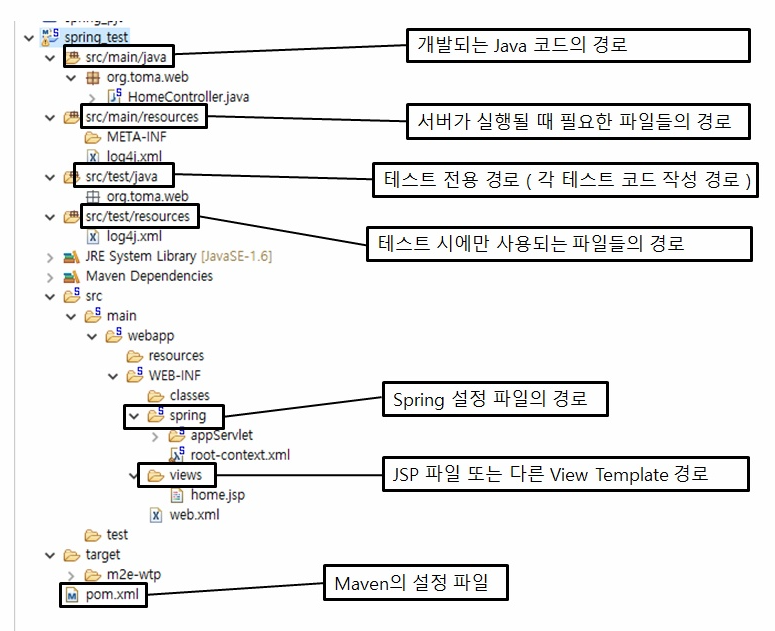 spring_test
src/main/java
개발되는 Java 코드의 경로
org.toma.web
HomeController.java
src/main/resources
서버가 실행될 때 필요한 파일들의 경로
META-INF
log4j.xml
src/test/java
테스트 전용 경로 ( 각 테스트 코드 작성 경로 )
org.toma.web
src/test/resources
테스트 시에만 사용되는 파일들의 경로
log4j.xml
JRE System Library [JavaSE-1.6]
Maven Dependencies
src
main
webapp
resources
WEB-INF
classes
Spring 설정 파일의 경로
spring
appServlet
root-context.xml
views
JSP 파일 또는 다른 View Template 경로
home.jsp
web.xml
test
target
m2e-wtp
Maven의 설정 파일
pom.xml